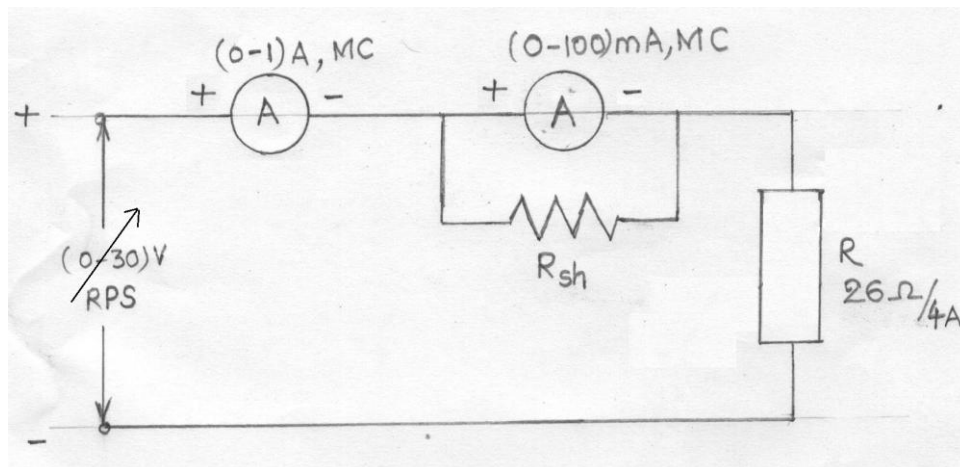 (0-1)A, MC
(0-100)mA, MC
+
+
A
-
+
A
-
(0-30)V
RPS
Rsh
R
26Ω/4A
-